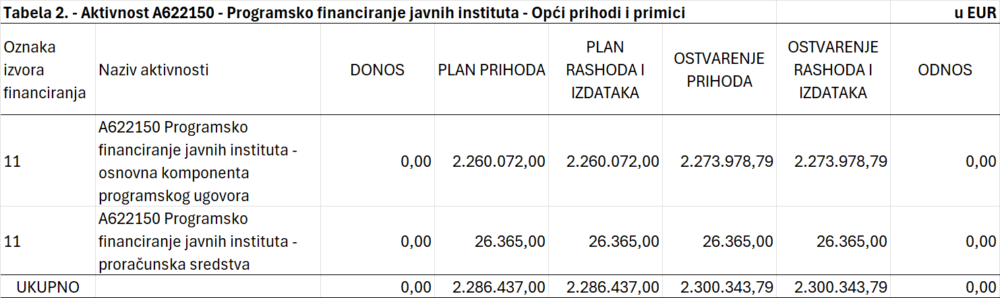 Tabela 2. - Aktivnost A622150 - Programsko financiranje javnih instituta - Opći prihodi i primici u EUR
Oznaka
izvora
financiranja
Naziv aktivnosti
DONOS
PLAN PRIHODA
PLAN
RASHODA I
IZDATAKA
OSTVARENJE
PRIHODA
OSTVARENJE
RASHODA I
IZDATAKA
ODNOS
11
A622150 Programsko
financiranje javnih instituta -
osnovna komponenta
programskog ugovora
0,00 2.260.072,00 2.260.072,00 2.273.978,79 2.273.978,79 0,00
11
A622150 Programsko
financiranje javnih instituta -
proračunska sredstva
0,00 26.365,00 26.365,00 26.365,00 26.365,00 0,00
UKUPNO 0,00 2.286.437,00 2.286.437,00 2.300.343,79 2.300.343,79 0,00